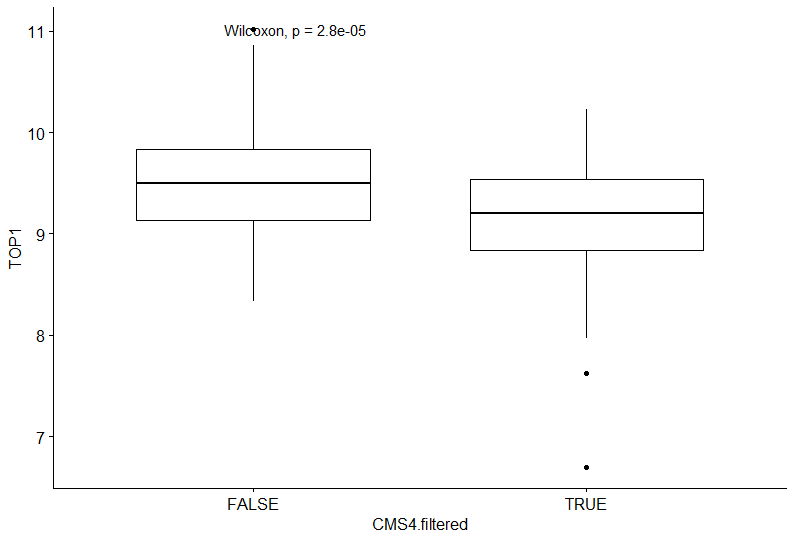 Wilcoxon, p = 2.8e-05
11
10
9
8
7
TOP1
FALSE
TRUE
CMS4.filtered